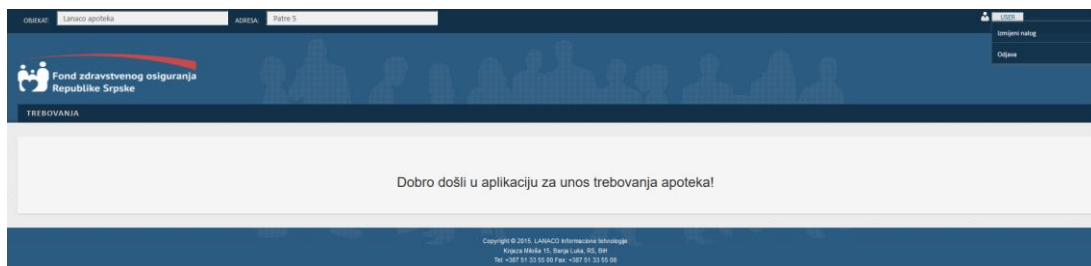 OBJEKAT: Lanaco apoteka ADRESA: Patre 5 USER
Izmijeni nalog
Odjava
Fond zdravstvenog osiguranja
Republike Srpske
TREBOVANJA
Dobro došli u aplikaciju za unos trebovanja apoteka!
Copyright © 2015. LANACO Informacione tehnologije
Knjaza Miloša 15, Banja Luka, RS, BiH
Tel: +387 51 33 55 00 Fax: +387 51 33 55 08